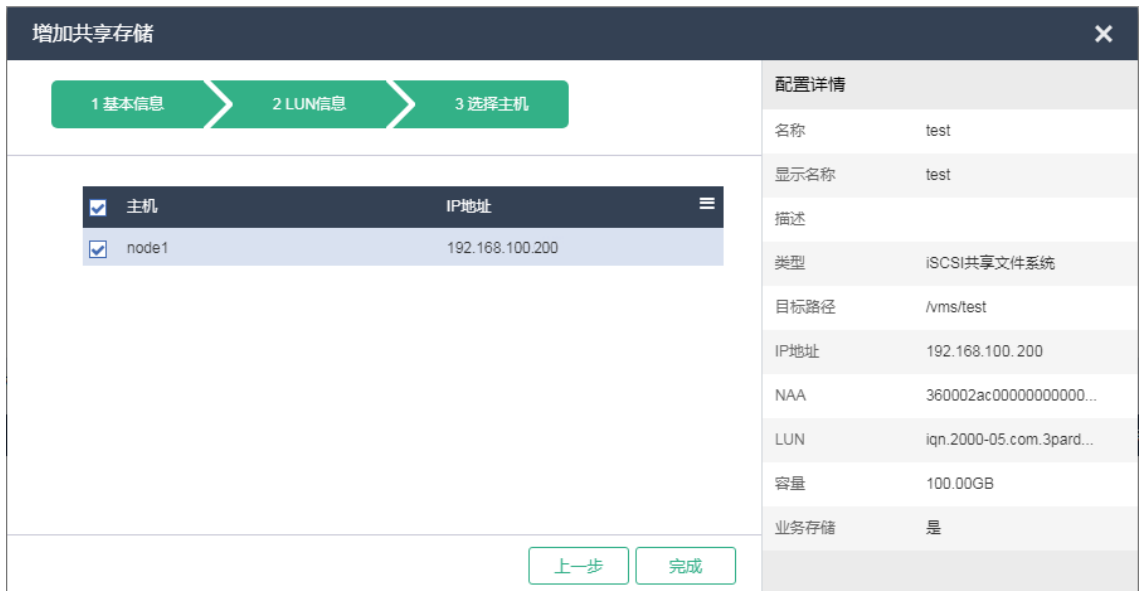 增加共享存储
1 基本信息
2 LUN信息
3 选择主机
主机 IP地址
node1 192.168.100.200
上一步
完成
配置详情
名称 test
显示名称 test
描述
类型 iSCSI共享文件系统
目标路径 /vms/test
IP地址 192.168.100. 200
NAA 360002ac00000000000...
LUN iqn.2000-05.com.3pard...
容量 100.00GB
业务存储 是